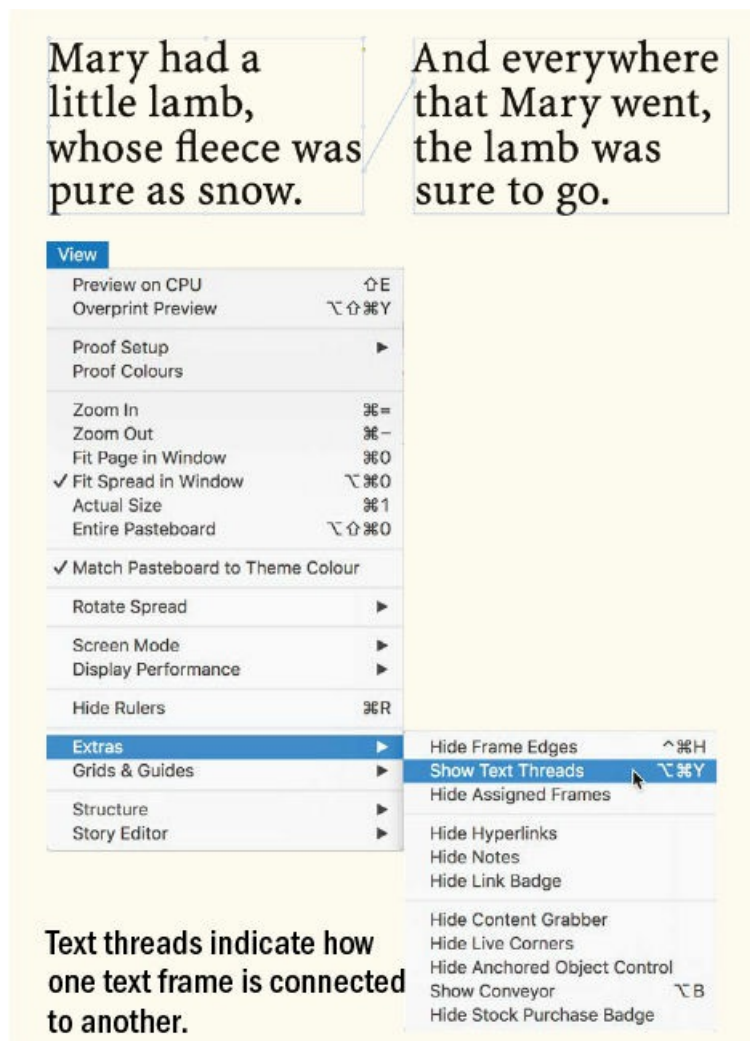 Mary had a
little lamb,
whose fleece was
pure as snow.
And everywhere
that Mary went,
the lamb was
sure to go.
View
Preview on CPU ⇧E
Overprint Preview ⌥⇧⌘Y
Proof Setup ▶
Proof Colours
Zoom In ⌘=
Zoom Out ⌘−
Fit Page in Window ⌘0
✓ Fit Spread in Window ⌥⌘0
Actual Size ⌘1
Entire Pasteboard ⌥⇧⌘0
✓ Match Pasteboard to Theme Colour
Rotate Spread ▶
Screen Mode ▶
Display Performance ▶
Hide Rulers ⌘R
Extras ▶
Grids & Guides ▶
Structure ▶
Story Editor ▶
Hide Frame Edges ^⌘H
Show Text Threads ⌥⌘Y
Hide Assigned Frames
Hide Hyperlinks
Hide Notes
Hide Link Badge
Hide Content Grabber
Hide Live Corners
Hide Anchored Object Control
Show Conveyor ⌥B
Hide Stock Purchase Badge
Text threads indicate how
one text frame is connected
to another.